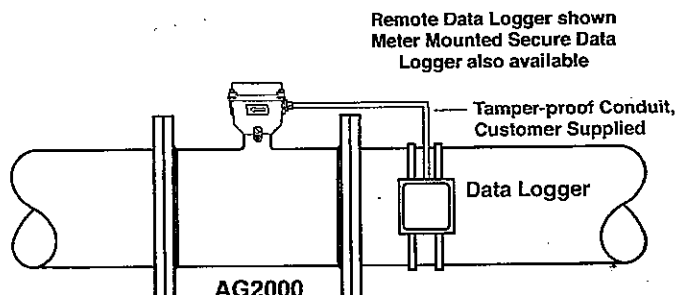 Remote Data Logger shown
Meter Mounted Secure Data
Logger also available
Tamper-proof Conduit,
Customer Supplied
Data Logger
AG2000